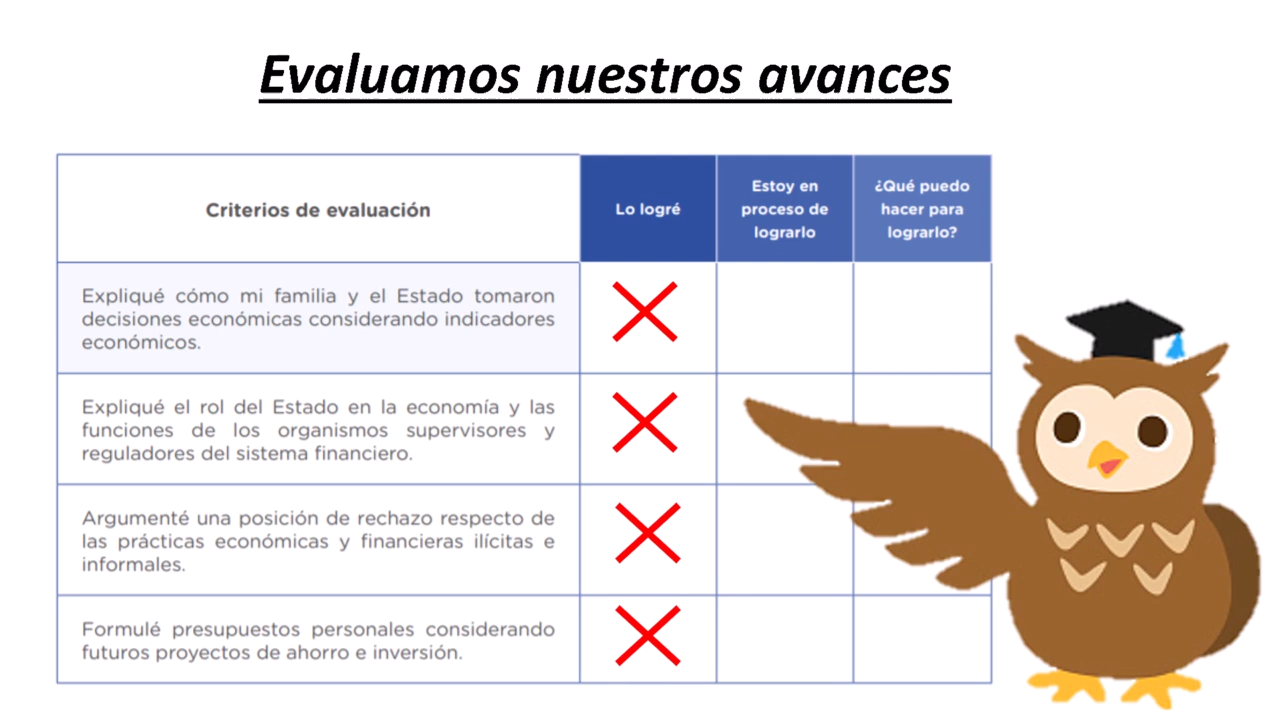 Evaluamos nuestros avances
Criterios de evaluación
Lo logré
Estoy en
proceso de
lograrlo
¿Qué puedo
hacer para
lograrlo?
Expliqué cómo mi familia y el Estado tomaron
decisiones económicas considerando indicadores
económicos.
Expliqué el rol del Estado en la economía y las
funciones de los organismos supervisores y
reguladores del sistema financiero.
Argumenté una posición de rechazo respecto de
las prácticas económicas y financieras ilícitas e
informales.
Formulé presupuestos personales considerando
futuros proyectos de ahorro e inversión.